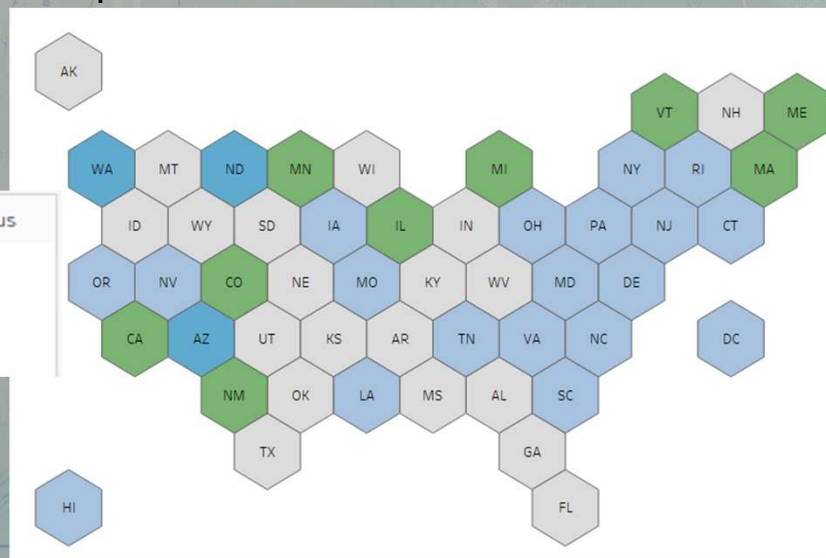 AK
VT NH ME
WA MT ND MN WI MI NY RI MA
us
ID WY SD IA IL IN OH PA NJ CT
OR NV CO NE MO KY WV MD DE
CA AZ UT KS AR TN VA NC DC
NM OK LA MS AL SC
TX GA
HI FL